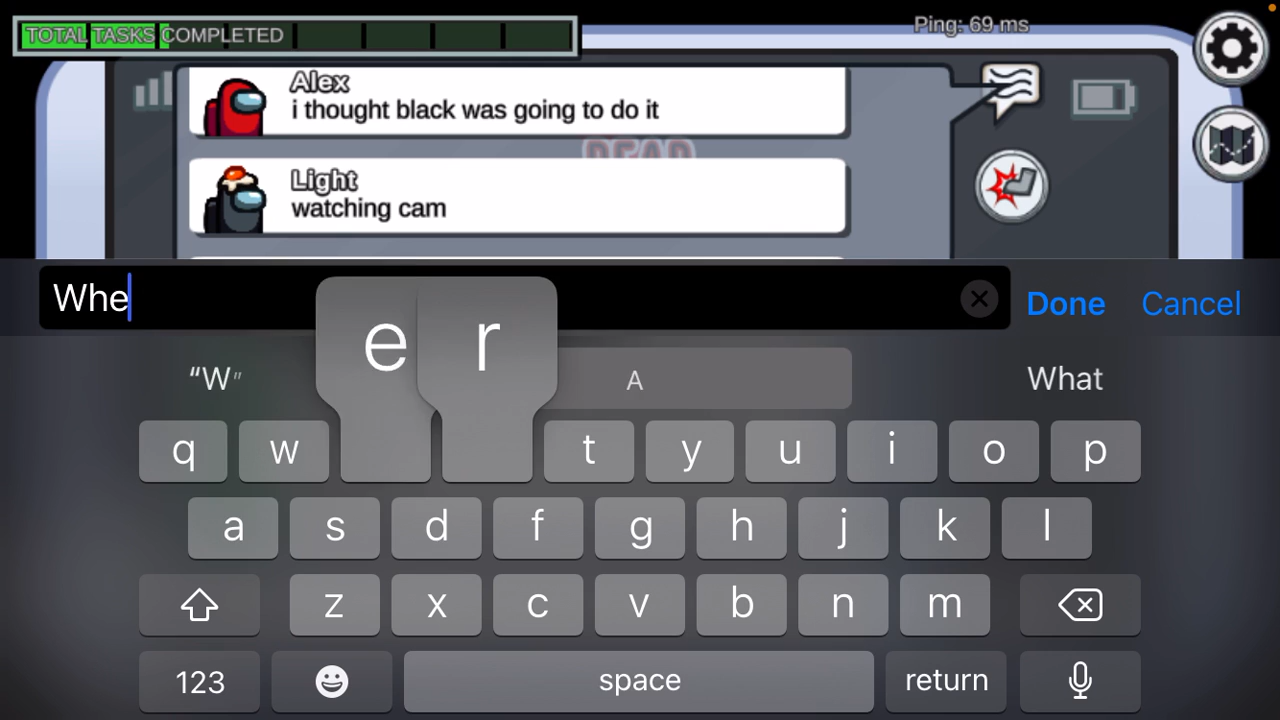 TOTAL TASKS COMPLETED
Ping: 69 ms
Alex
i thought black was going to do it
DEAD
Light
watching cam
Whe
Done
Cancel
e r
“W”
A
What
q w t y u i o p
a s d f g h j k l
z x c v b n m
123 space return